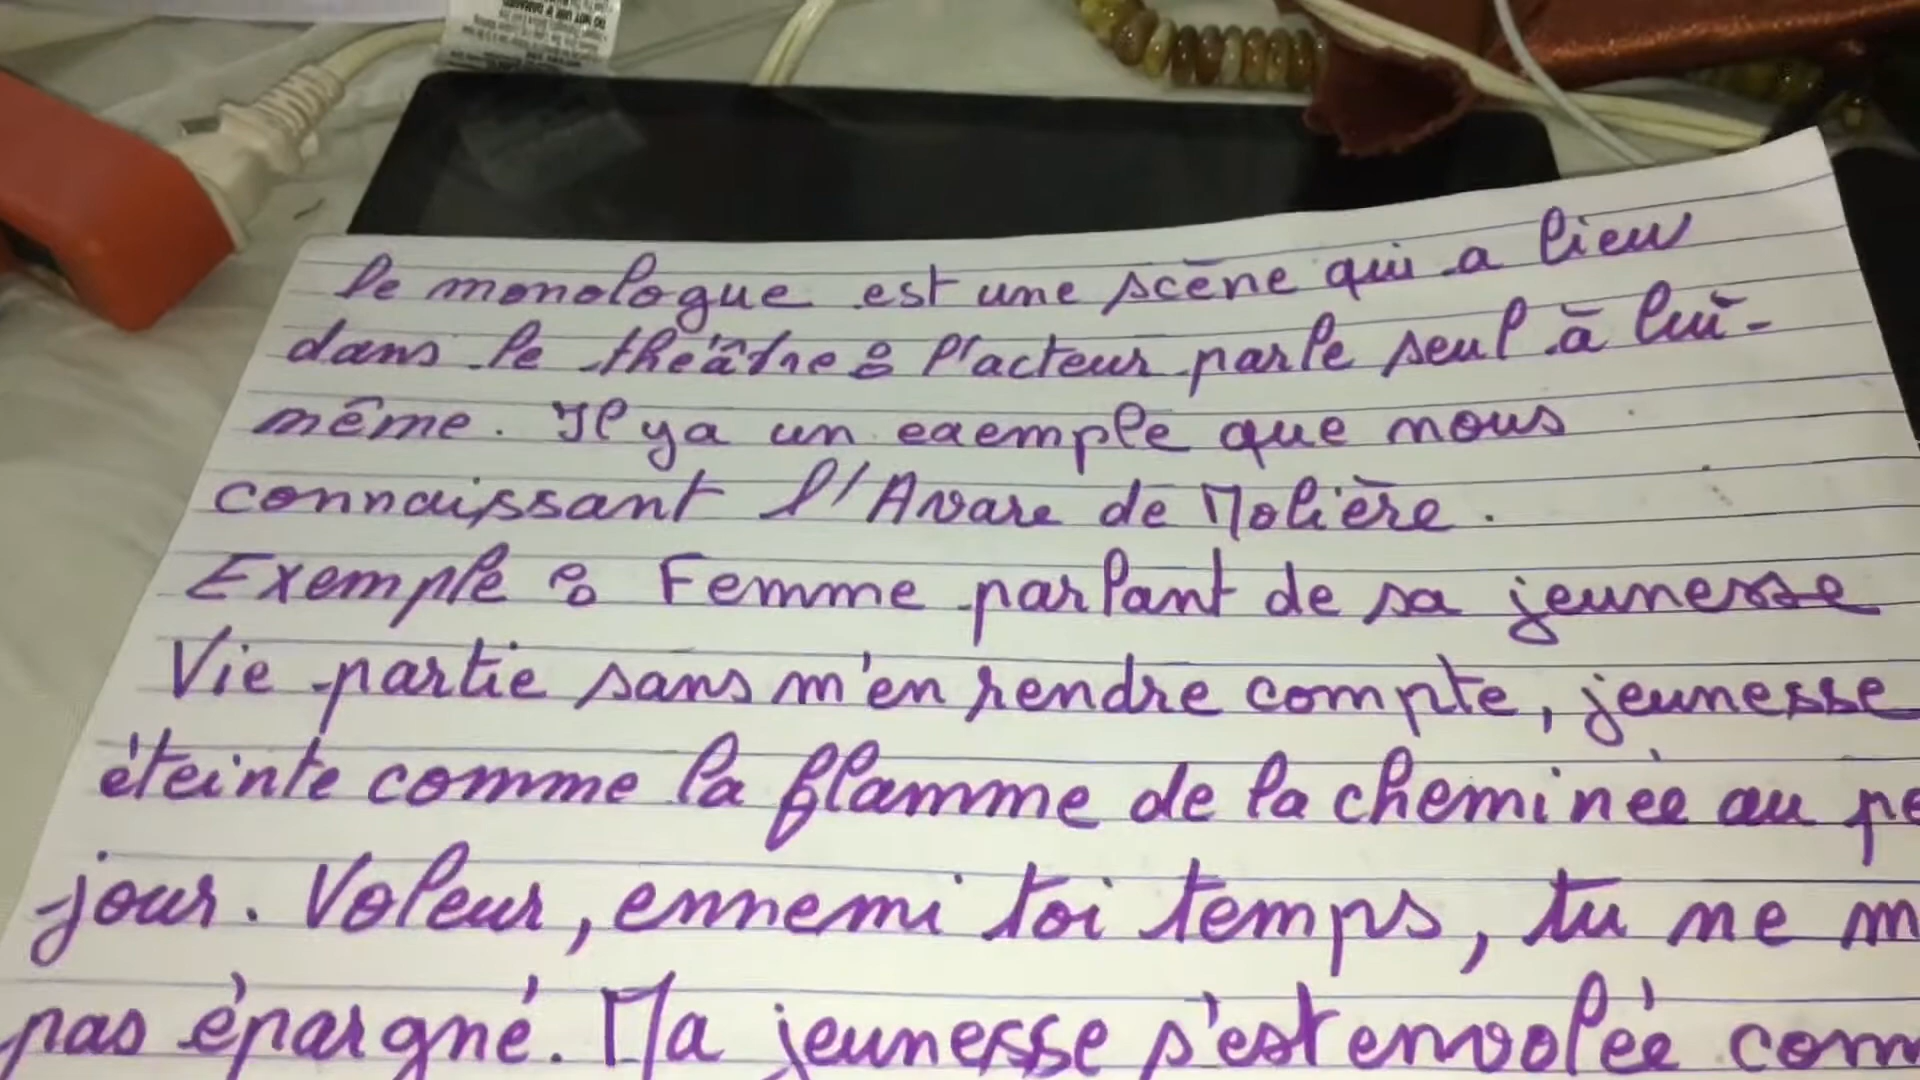 Le monologue est une scène qui a lieu
dans le théâtre : l'acteur parle seul à lui-
même. Il y a un exemple que nous
connaissant l'Avare de Molière.
Exemple : Femme parlant de sa jeunesse
Vie partie sans m'en rendre compte, jeunesse
éteinte comme la flamme de la cheminée au
jour. Voleur, ennemi toi temps, tu ne
pas épargné. Ma jeunesse s'est envolée